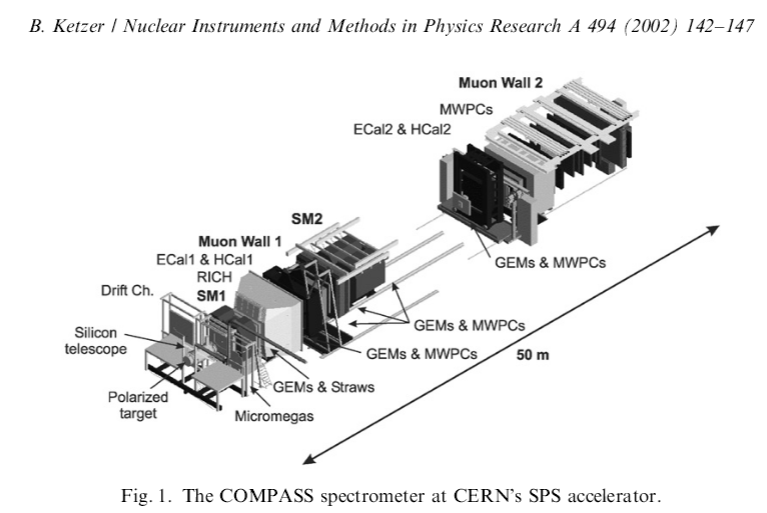 B. Ketzer / Nuclear Instruments and Methods in Physics Research A 494 (2002) 142–147
Muon Wall 2
MWPCs
ECal2 & HCal2
SM2
Muon Wall 1
ECal1 & HCal1
RICH
GEMs & MWPCs
Drift Ch.
SM1
GEMs & MWPCs
Silicon
telescope
GEMs & MWPCs
50 m
Polarized
target
GEMs & Straws
Micromegas
Fig. 1. The COMPASS spectrometer at CERN's SPS accelerator.